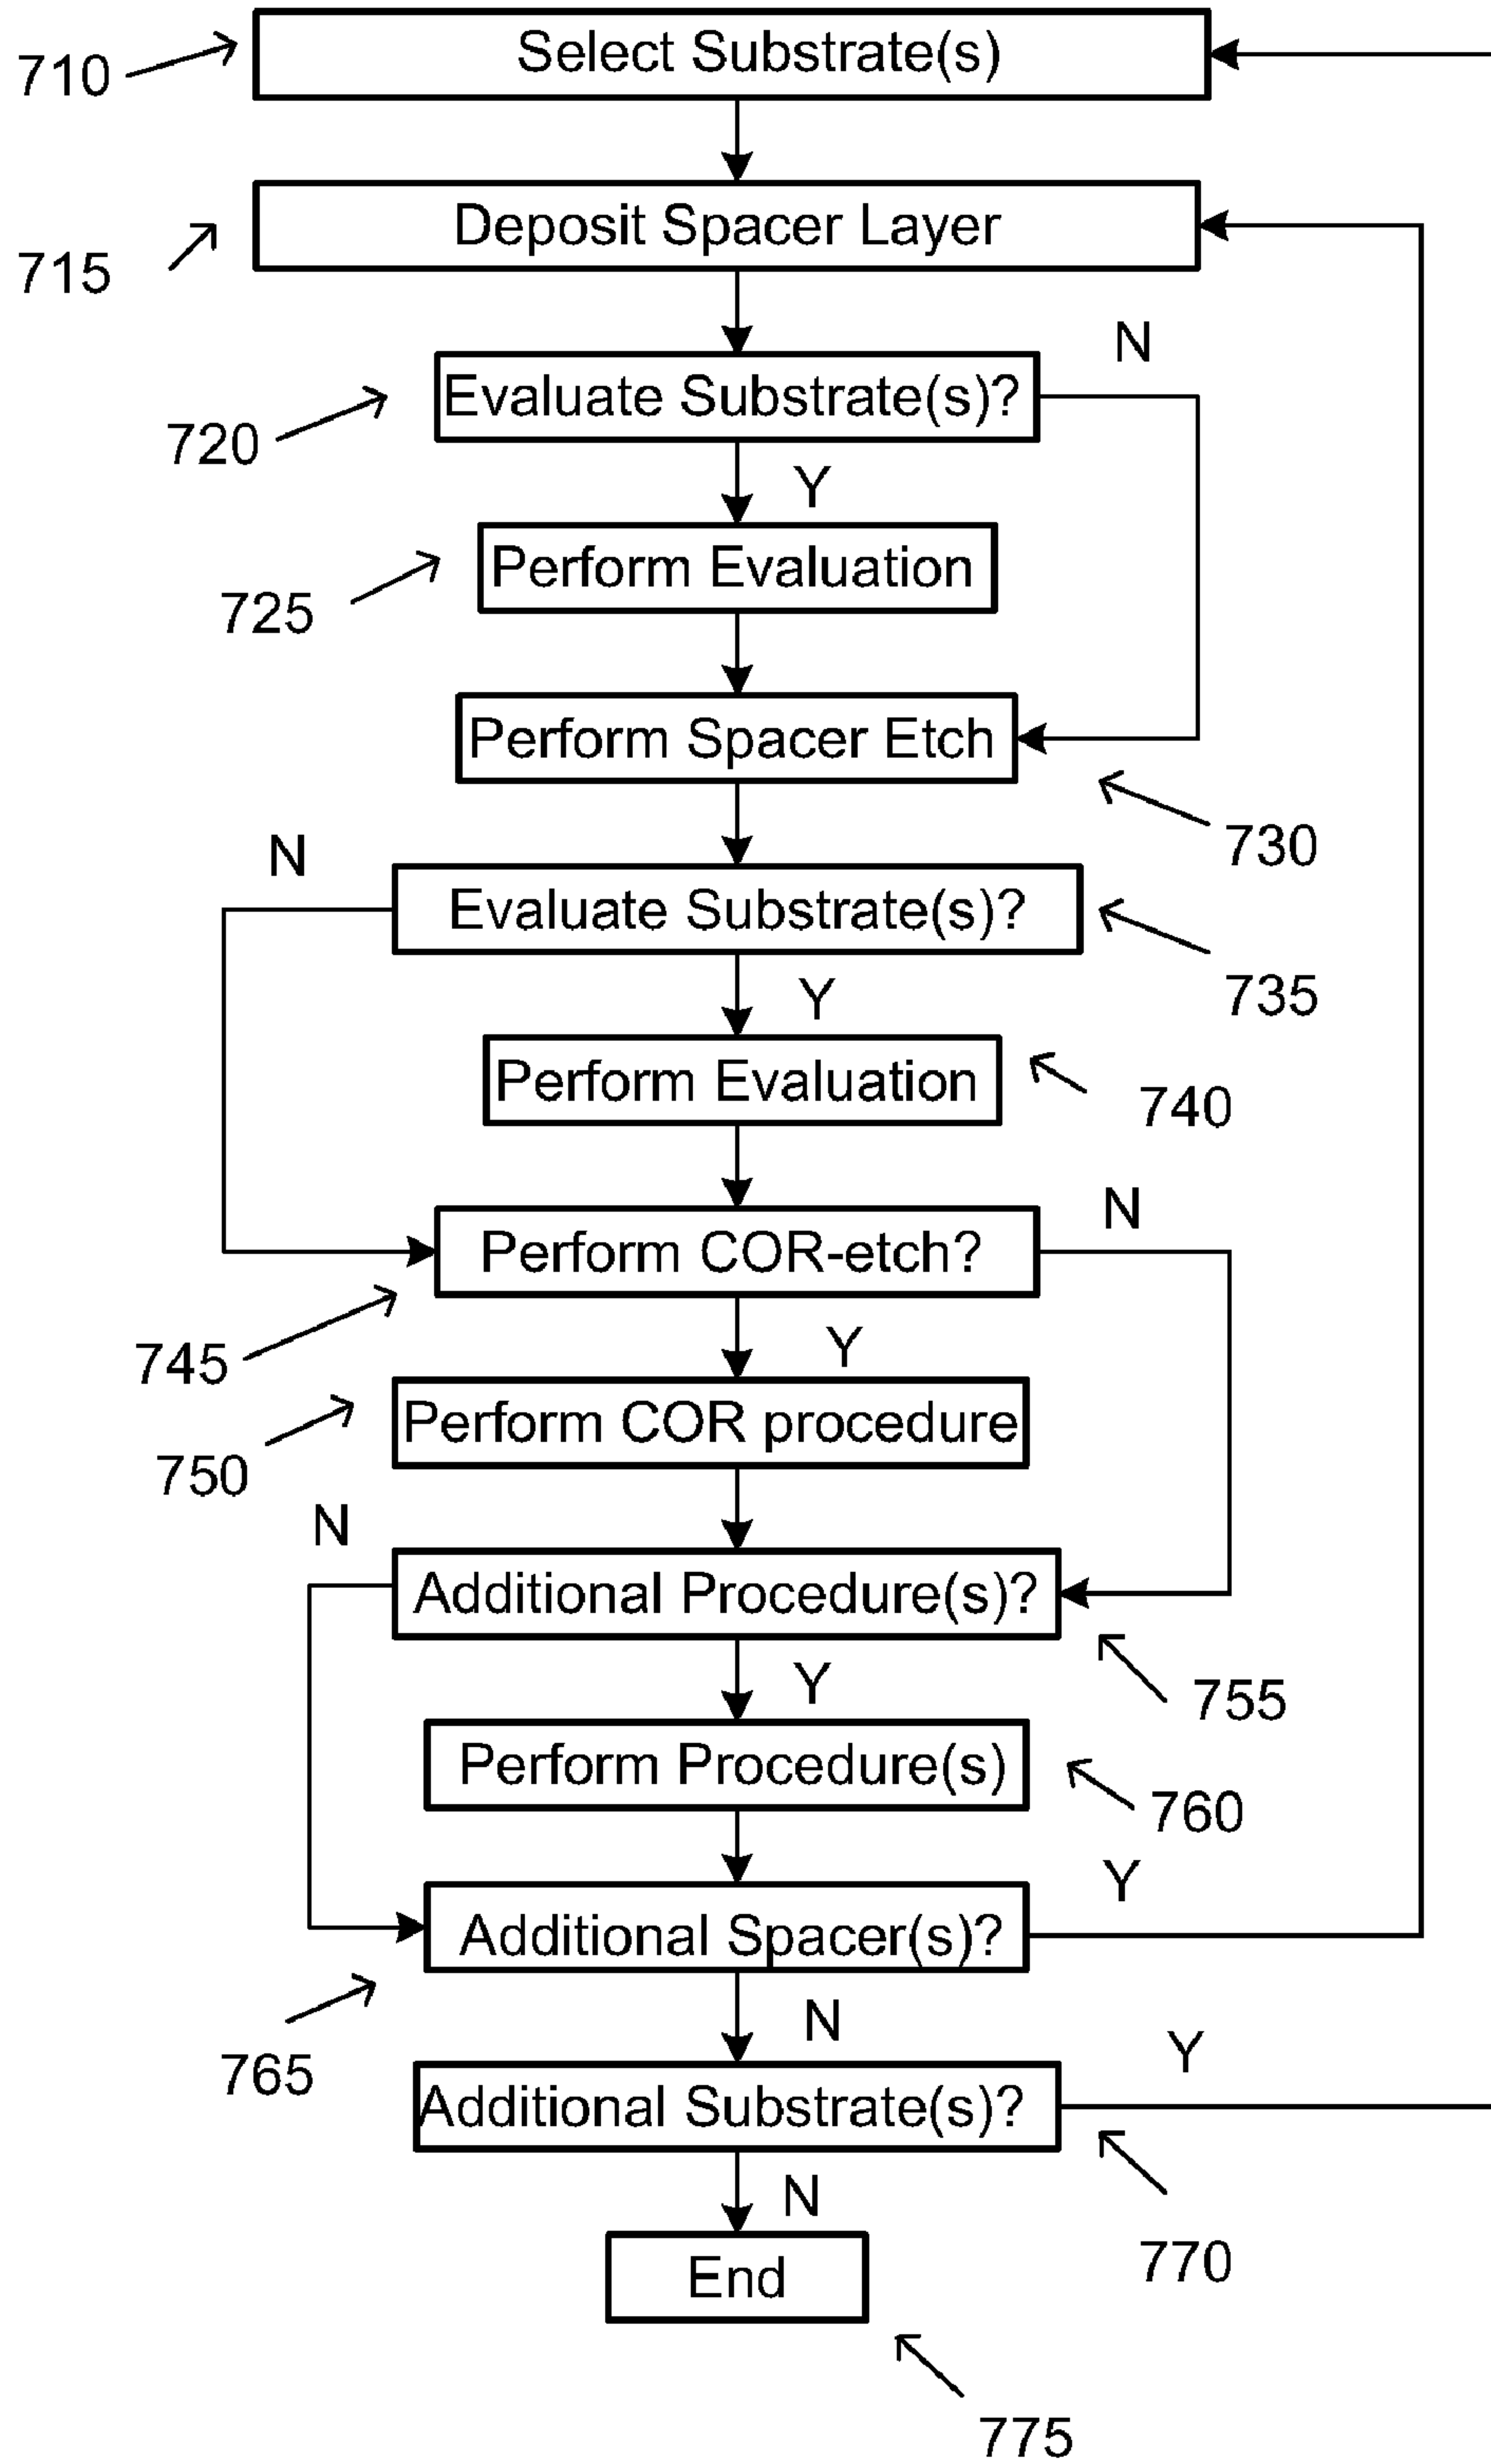 Select Substrate(s)
710
Deposit Spacer Layer
715
N
Evaluate Substrate(s)?
720
Y
Perform Evaluation
725
Perform Spacer Etch
730
N
Evaluate Substrate(s)?
735
Y
Perform Evaluation
740
N
Perform COR-etch?
745
Y
Perform COR procedure
750
N
Additional Procedure(s)?
755
Y
Perform Procedure(s)
760
Y
Additional Spacer(s)?
765
N
Y
Additional Substrate(s)?
770
N
End
775